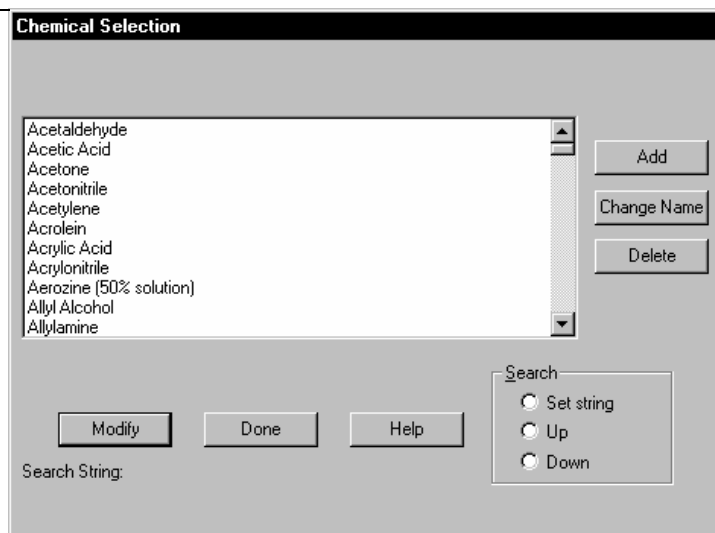 Chemical Selection
Acetaldehyde
Acetic Acid
Acetone
Acetonitrile
Acetylene
Acrolein
Acrylic Acid
Acrylonitrile
Aerozine (50% solution)
Allyl Alcohol
Allylamine
Add
Change Name
Delete
Search
Set string
Up
Down
Modify
Done
Help
Search String: